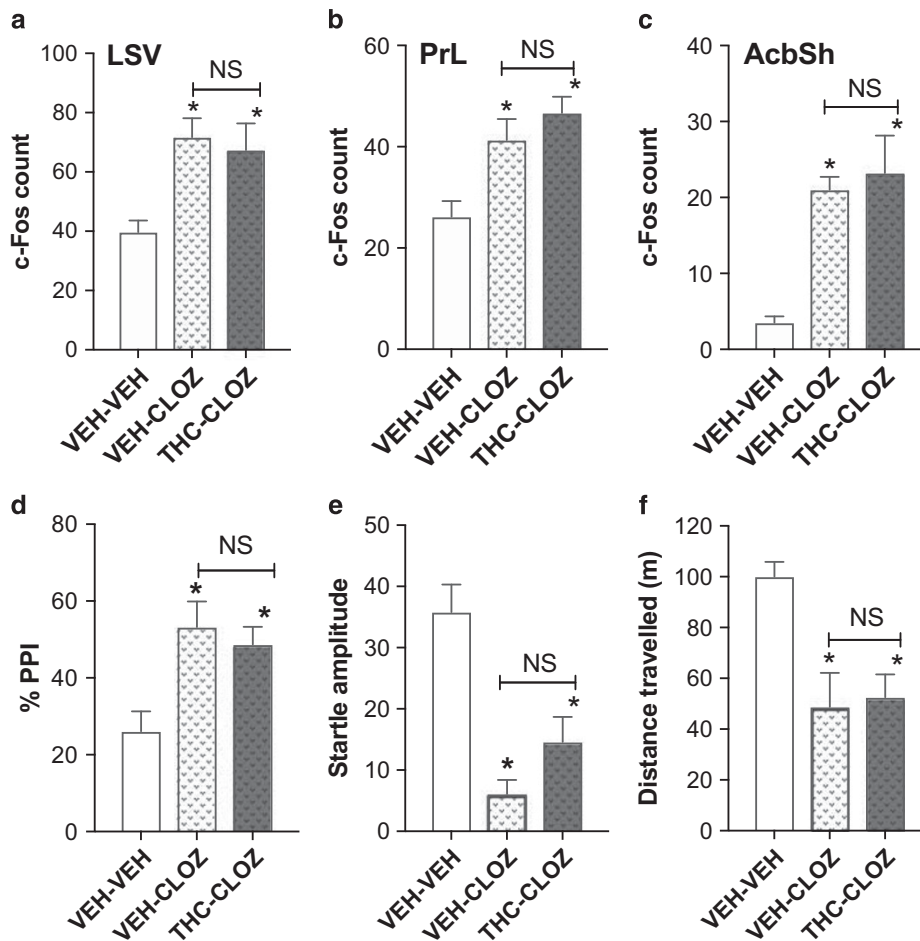 a
LSV
NS
* *
c-Fos count
100
80
60
40
20
0
VEH-VEH
VEH-CLOZ
THC-CLOZ
b
PrL
NS
* *
c-Fos count
60
40
20
0
VEH-VEH
VEH-CLOZ
THC-CLOZ
c
AcbSh
NS
* *
c-Fos count
40
30
20
10
0
VEH-VEH
VEH-CLOZ
THC-CLOZ
d
NS
* *
% PPI
80
60
40
20
0
VEH-VEH
VEH-CLOZ
THC-CLOZ
e
NS
* *
Startle amplitude
50
40
30
20
10
0
VEH-VEH
VEH-CLOZ
THC-CLOZ
f
NS
* *
Distance travelled (m)
120
100
80
60
40
20
0
VEH-VEH
VEH-CLOZ
THC-CLOZ